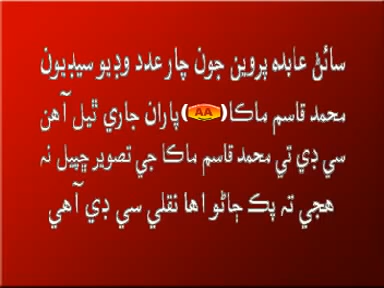 سائڻ عابده پروين جون چار عدد وڊيو سيڊيون
محمد قاسم ماڪا (AA) پاران جاري ٿيل آهن
سي ڊي تي محمد قاسم ماڪا جي تصوير ڇپيل نه
هجي ته پڪ ڄاڻو اها نقلي سي ڊي آهي